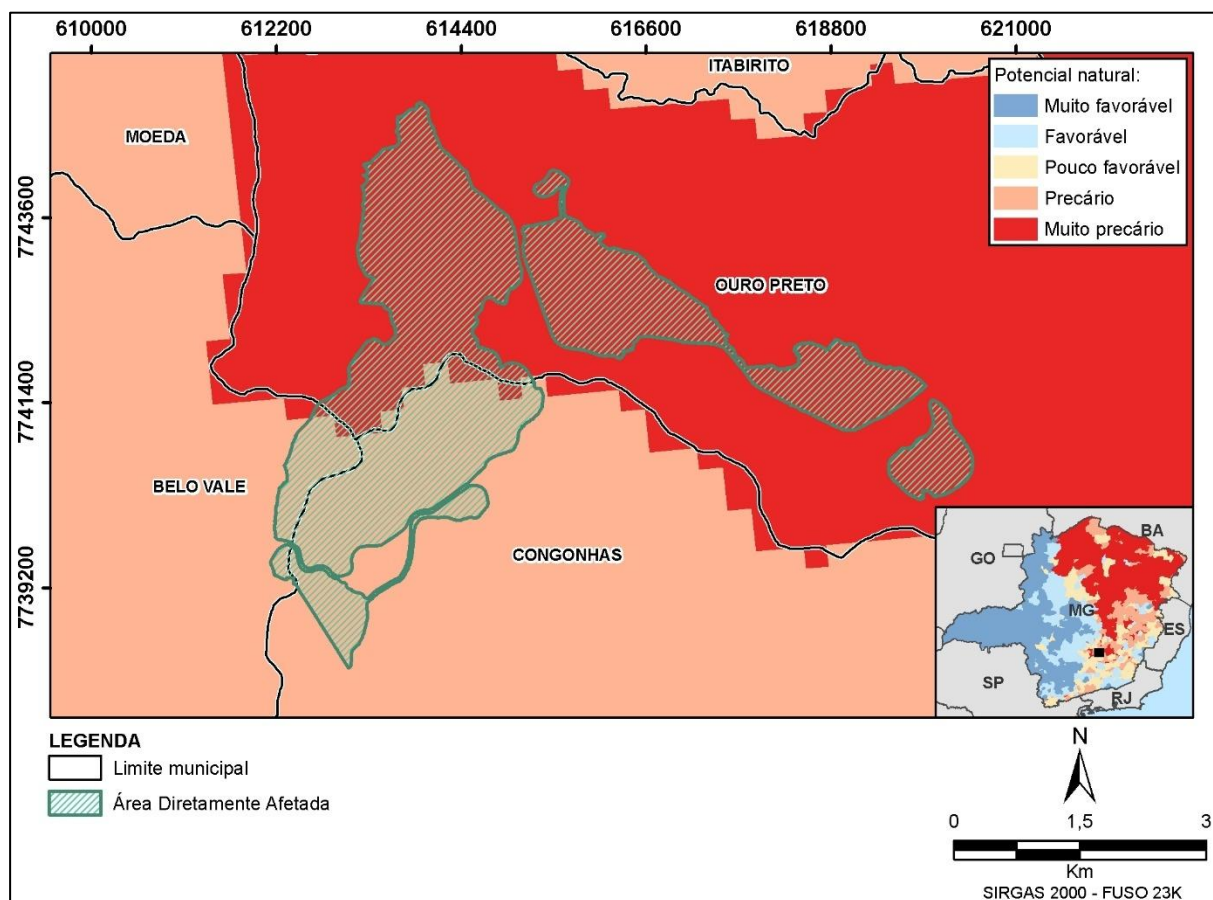 610000 612200 614400 616600 618800 621000
ITABIRITO
Potencial natural:
Muito favorável
Favorável
Pouco favorável
Precário
Muito precário
MOEDA
7743600
OURO PRETO
7741400
BELO VALE
CONGONHAS
7739200
BA
GO
MG
ES
SP
RJ
LEGENDA
Limite municipal
Área Diretamente Afetada
N
0 1,5 3
Km
SIRGAS 2000 - FUSO 23K